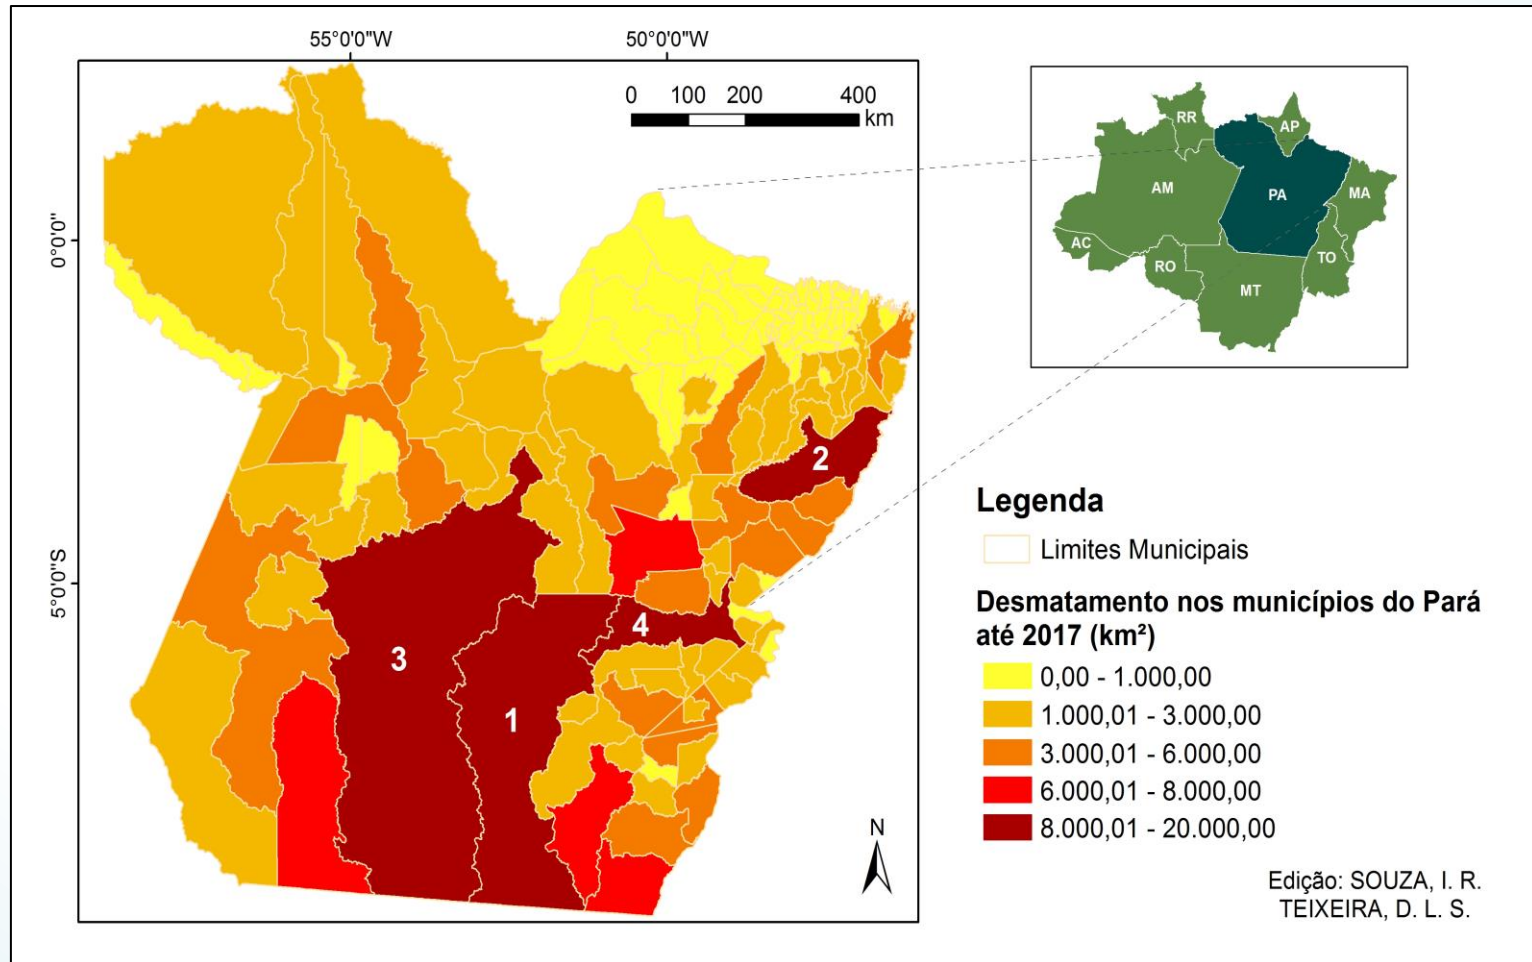 55°0'0"W
50°0'0"W
0 100 200 400
km
0°0'0"
5°0'0"S
2
3
4
1
N
RR
AP
AM
PA
MA
AC
RO
TO
MT
Legenda
Limites Municipais
Desmatamento nos municípios do Pará
até 2017 (km²)
0,00 - 1.000,00
1.000,01 - 3.000,00
3.000,01 - 6.000,00
6.000,01 - 8.000,00
8.000,01 - 20.000,00
Edição: SOUZA, I. R.
TEIXEIRA, D. L. S.